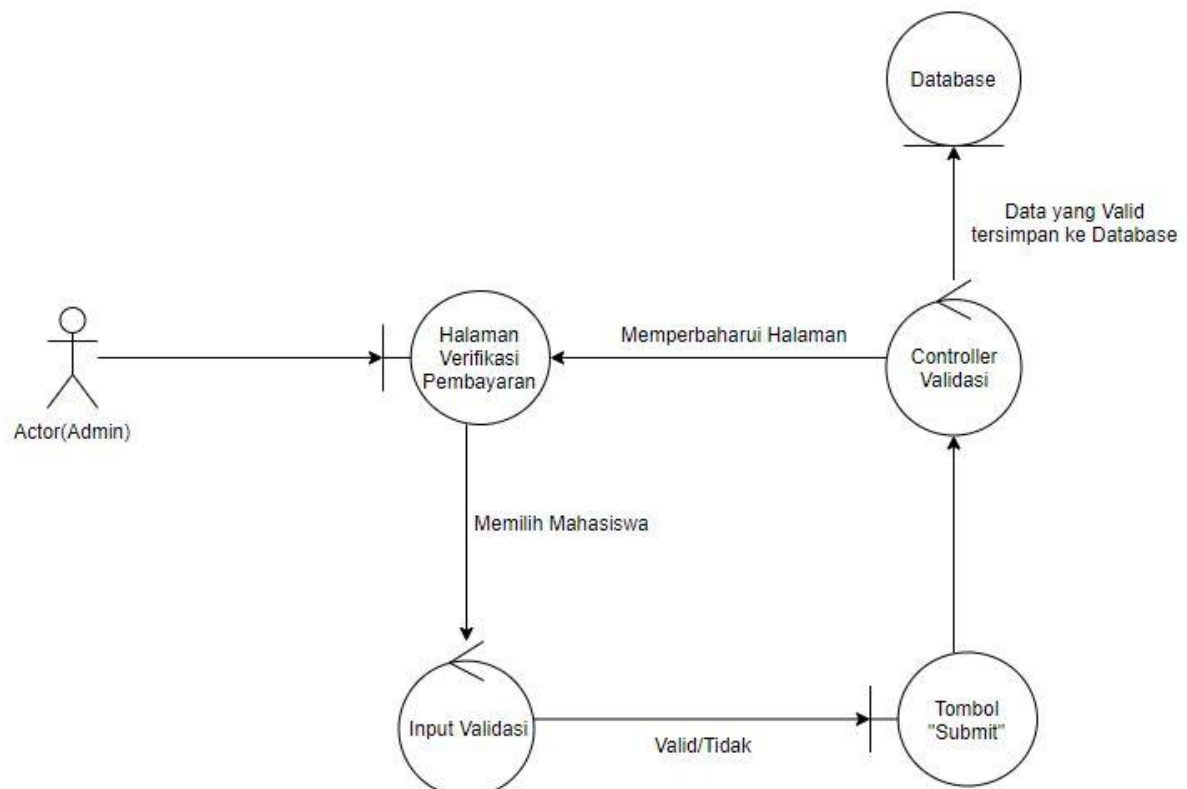 Database
Data yang Valid
tersimpan ke Database
Halaman
Verifikasi
Pembayaran
Memperbaharui Halaman
Controller
Validasi
Actor(Admin)
Memilih Mahasiswa
Input Validasi
Valid/Tidak
Tombol
"Submit"